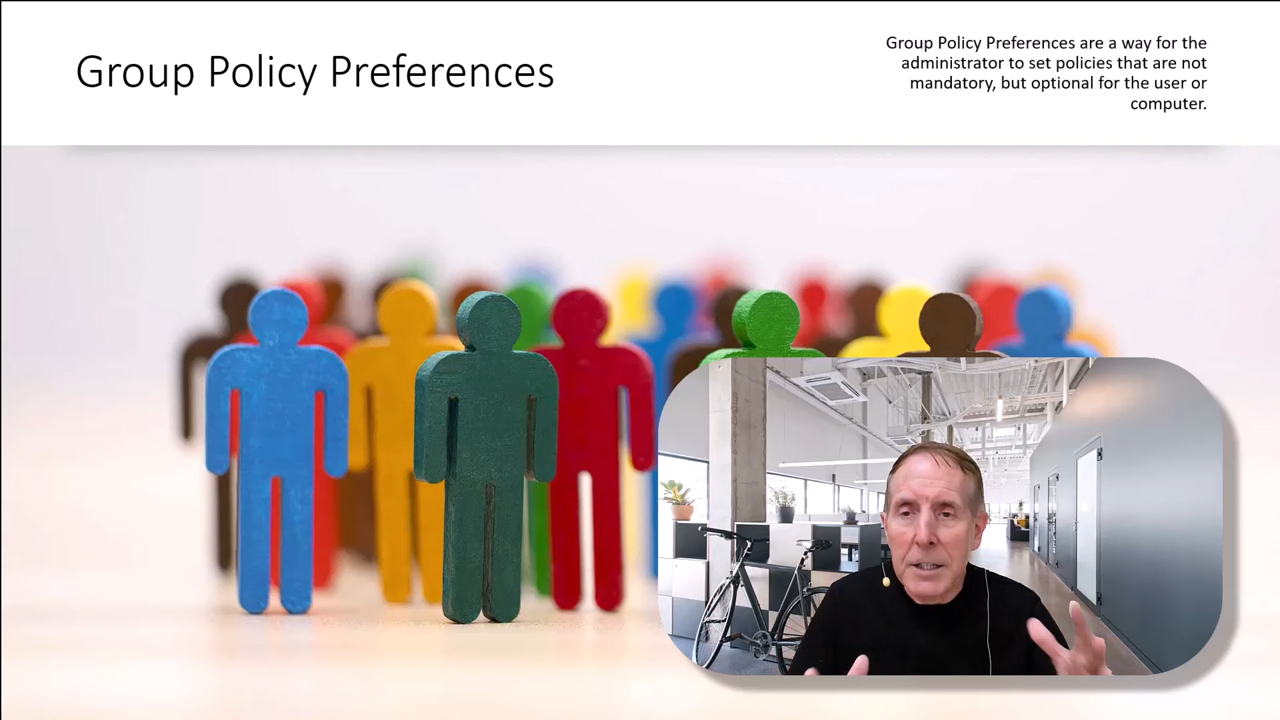 Group Policy Preferences
Group Policy Preferences are a way for the
administrator to set policies that are not
mandatory, but optional for the user or
computer.